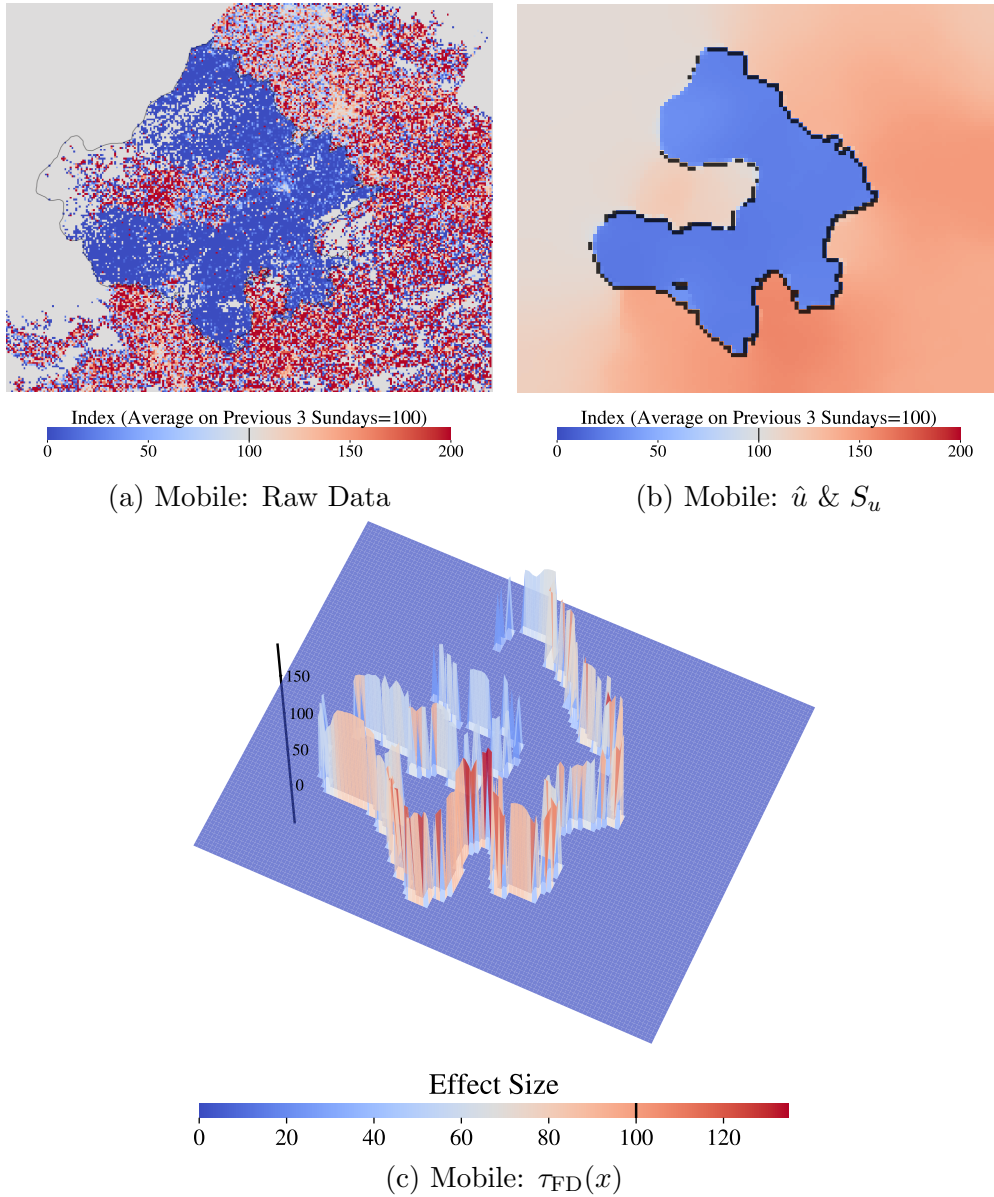 Index (Average on Previous 3 Sundays=100)
0 50 100 150 200
(a) Mobile: Raw Data
Index (Average on Previous 3 Sundays=100)
0 50 100 150 200
(b) Mobile: û & Sᵤ
150
100
50
0
Effect Size
0 20 40 60 80 100 120
(c) Mobile: τ_FD(x)